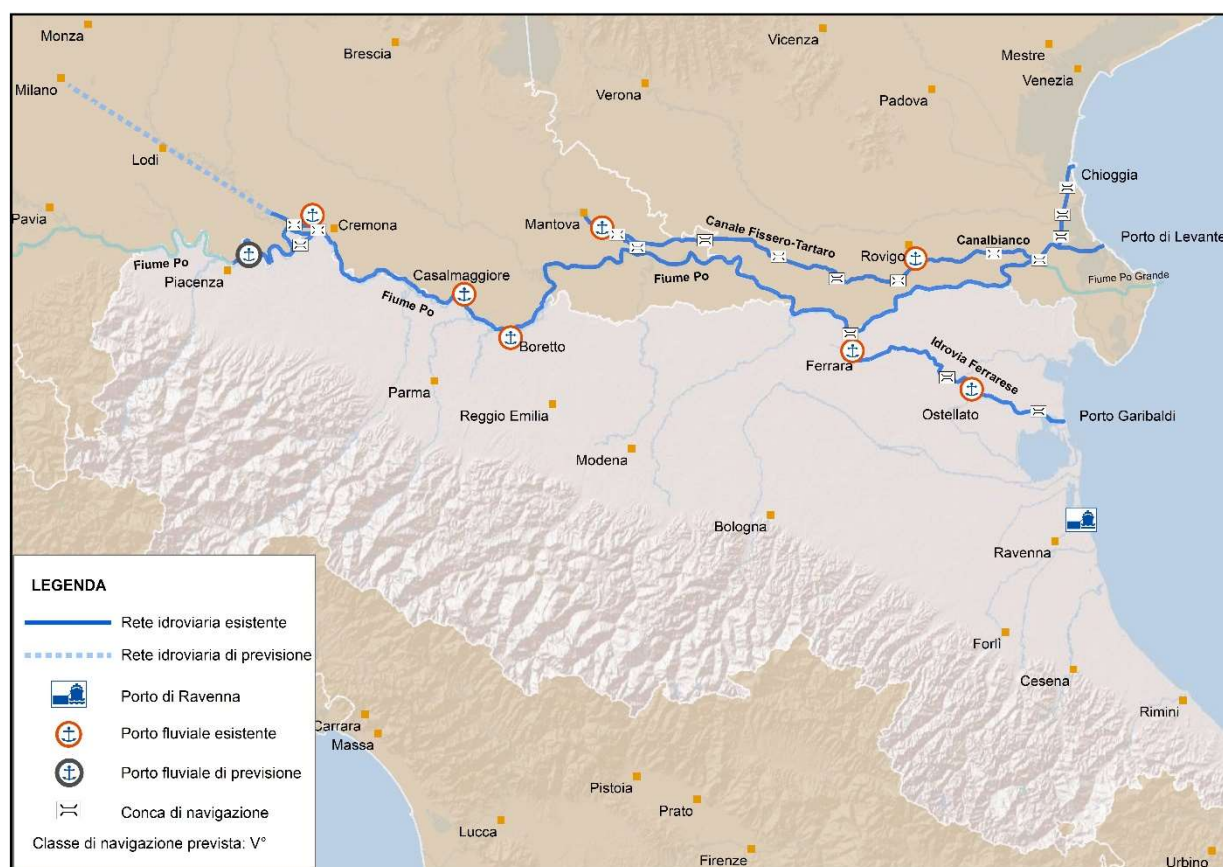 Monza
Brescia
Vicenza
Mestre
Milano
Venezia
Verona
Padova
Lodi
Chioggia
Pavia
Cremona
Mantova
Canale Fissero-Tartaro
Rovigo
Canalbianco
Porto di Levante
Fiume Po
Piacenza
Casalmaggiore
Fiume Po
Fiume Po
Fiume Po Grande
Boretto
Ferrara
Idrovia Ferrarese
Parma
Reggio Emilia
Ostellato
Porto Garibaldi
Modena
Bologna
Ravenna
Forlì
Cesena
Rimini
LEGENDA
Rete idroviaria esistente
Rete idroviaria di previsione
Porto di Ravenna
Porto fluviale esistente
Porto fluviale di previsione
Conca di navigazione
Classe di navigazione prevista: V°
Carrara
Massa
Pistoia
Prato
Lucca
Firenze
Urbino